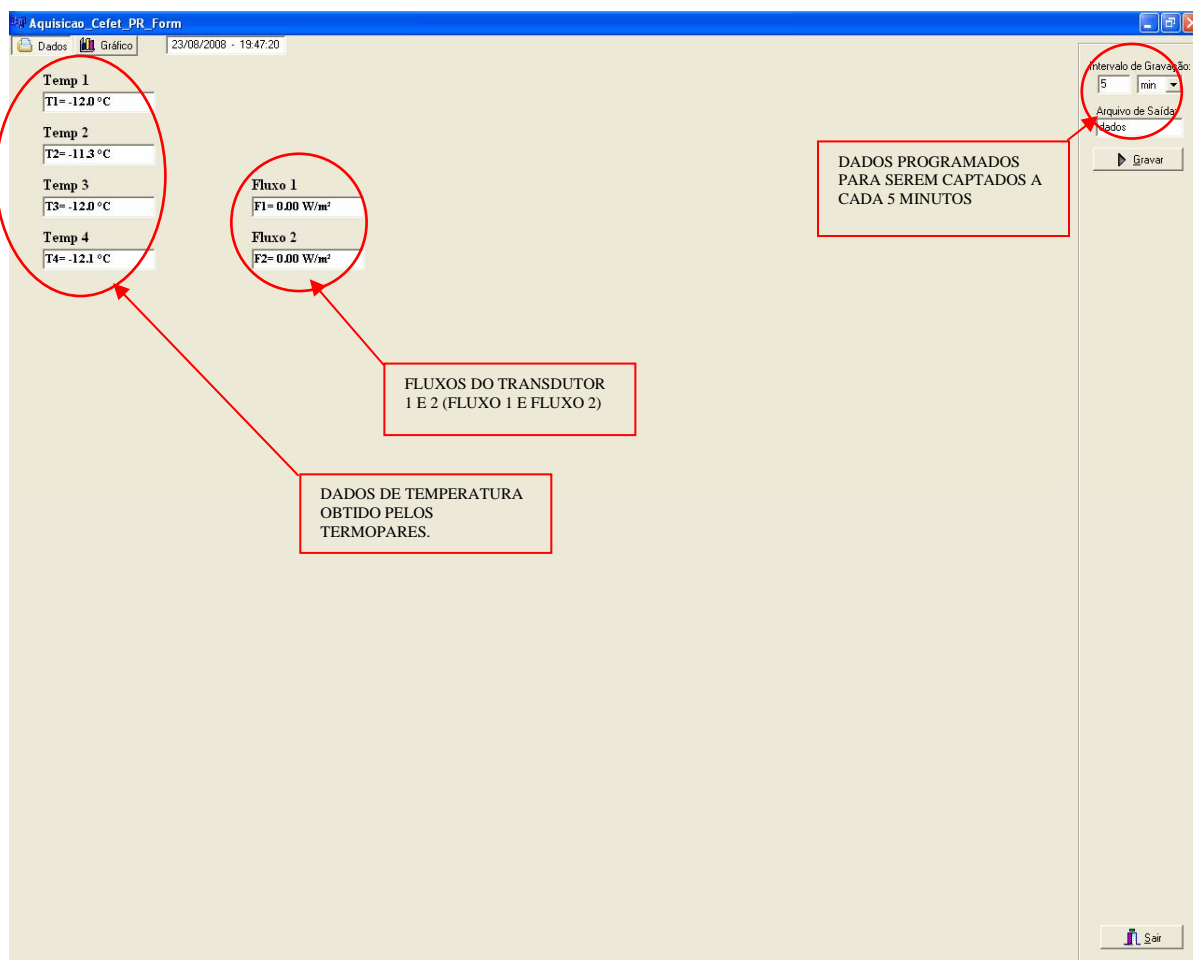 Aquisicao_Cefet_PR_Form
Dados Gráfico 23/08/2008 - 19:47:20
Temp 1
T1= -12.0 °C
Temp 2
T2= -11.3 °C
Temp 3
T3= -12.0 °C
Temp 4
T4= -12.1 °C
Fluxo 1
F1= 0.00 W/m²
Fluxo 2
F2= 0.00 W/m²
Intervalo de Gravação:
5 min
Arquivo de Saída:
dados
Gravar
DADOS PROGRAMADOS
PARA SEREM CAPTADOS A
CADA 5 MINUTOS
FLUXOS DO TRANSDUTOR
1 E 2 (FLUXO 1 E FLUXO 2)
DADOS DE TEMPERATURA
OBTIDO PELOS
TERMOPARES.
Sair